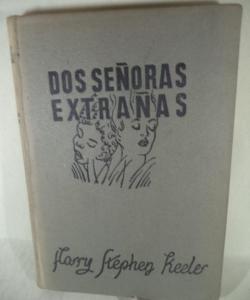 DOS SEÑORAS
EXTRAÑAS
Harry Stephen Keeler